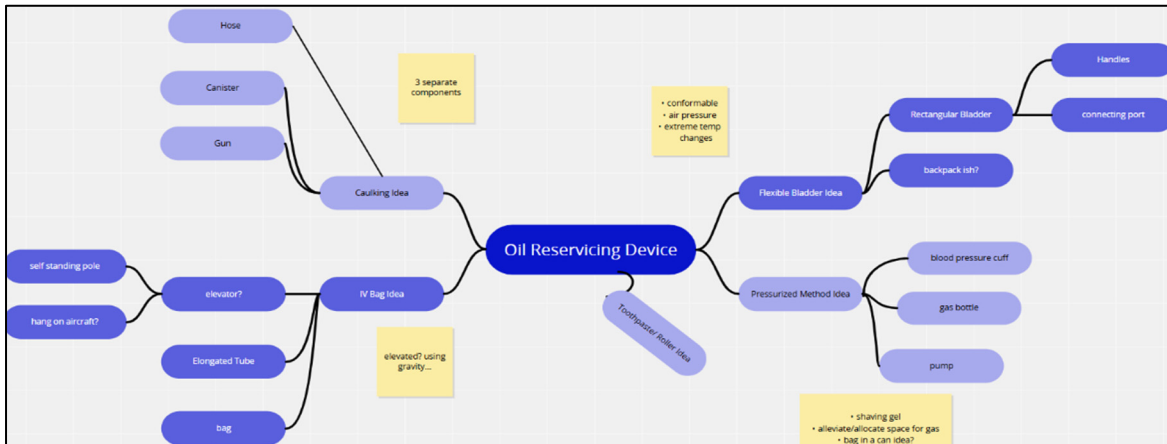 Oil Reservicing Device
Caulking Idea
Hose
Canister
Gun
3 separate
components
IV Bag Idea
elevator?
self standing pole
hang on aircraft?
Elongated Tube
bag
elevated? using
gravity...
Toothpaste/ Roller Idea
Flexible Bladder Idea
Rectangular Bladder
Handles
connecting port
backpack ish?
• conformable
• air pressure
• extreme temp
changes
Pressurized Method Idea
blood pressure cuff
gas bottle
pump
• shaving gel
• alleviate/allocate space for gas
• bag in a can idea?